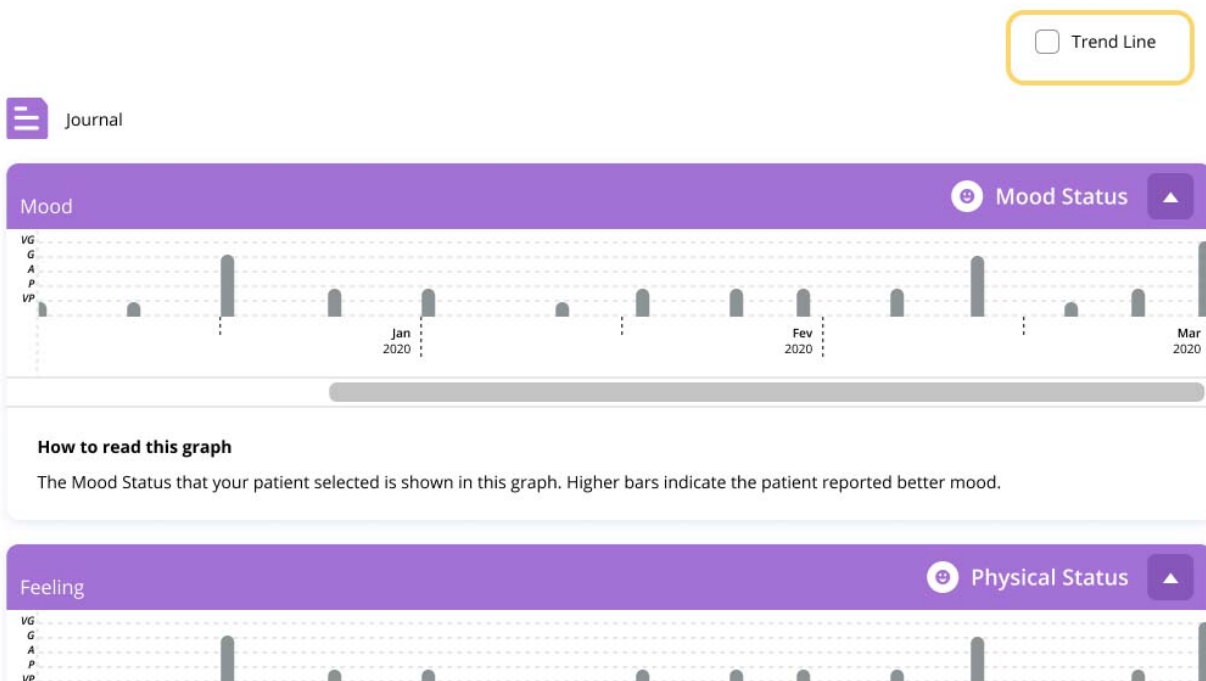 Trend Line
Journal
Mood
Mood Status
VG
G
A
P
VP
Jan
2020
Fev
2020
Mar
2020
How to read this graph
The Mood Status that your patient selected is shown in this graph. Higher bars indicate the patient reported better mood.
Feeling
Physical Status
VG
G
A
P
VP